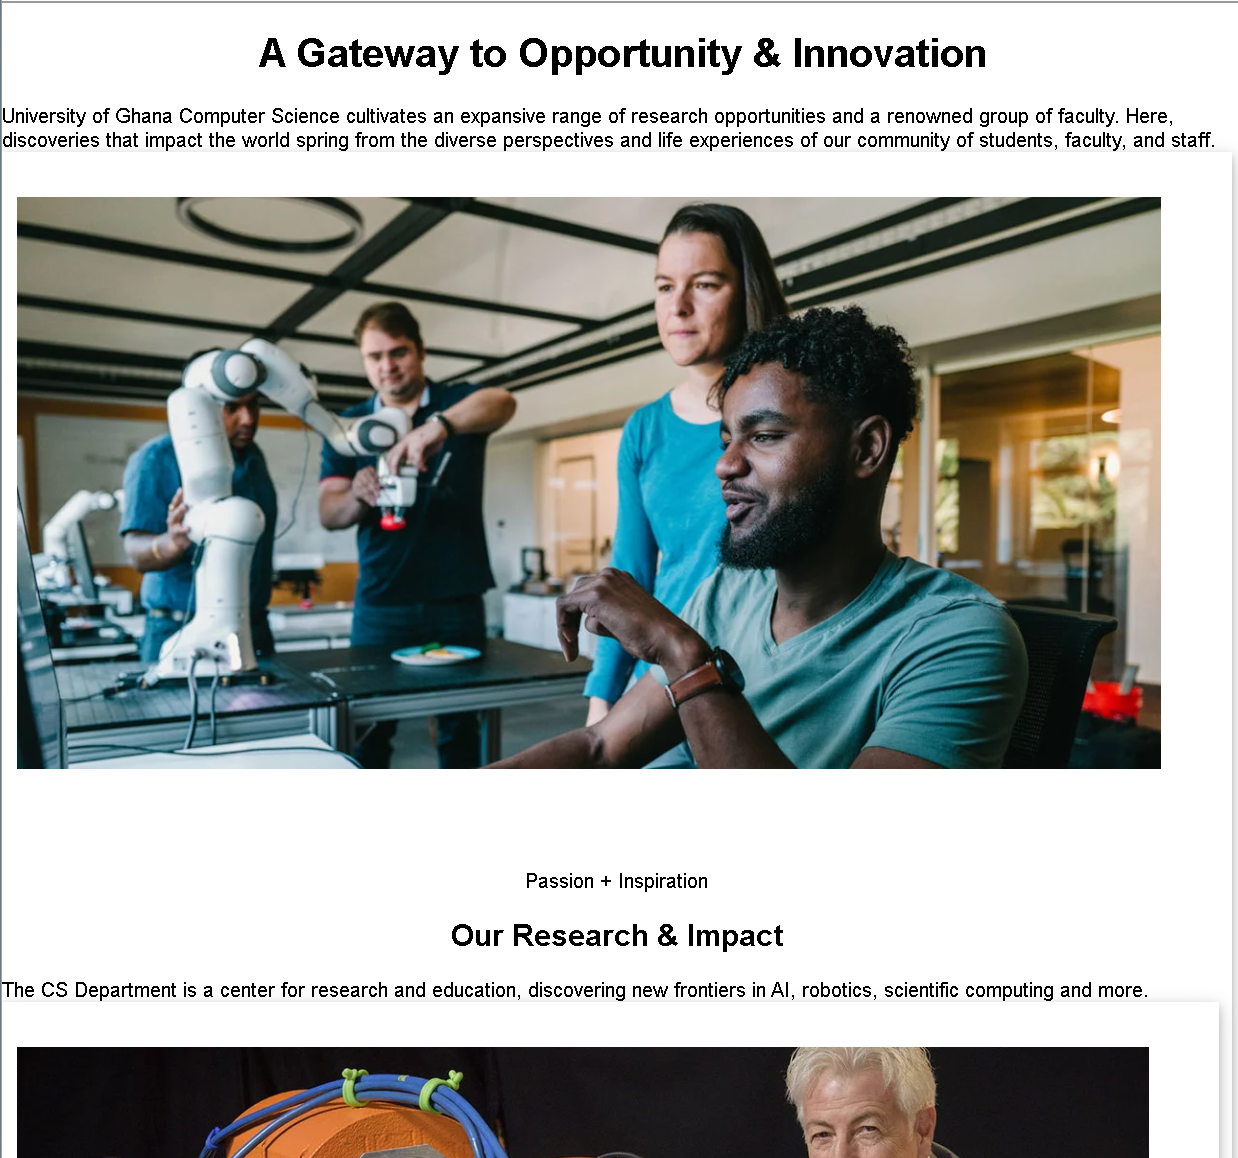 A Gateway to Opportunity & Innovation
University of Ghana Computer Science cultivates an expansive range of research opportunities and a renowned group of faculty. Here,
discoveries that impact the world spring from the diverse perspectives and life experiences of our community of students, faculty, and staff.
Passion + Inspiration
Our Research & Impact
The CS Department is a center for research and education, discovering new frontiers in AI, robotics, scientific computing and more.